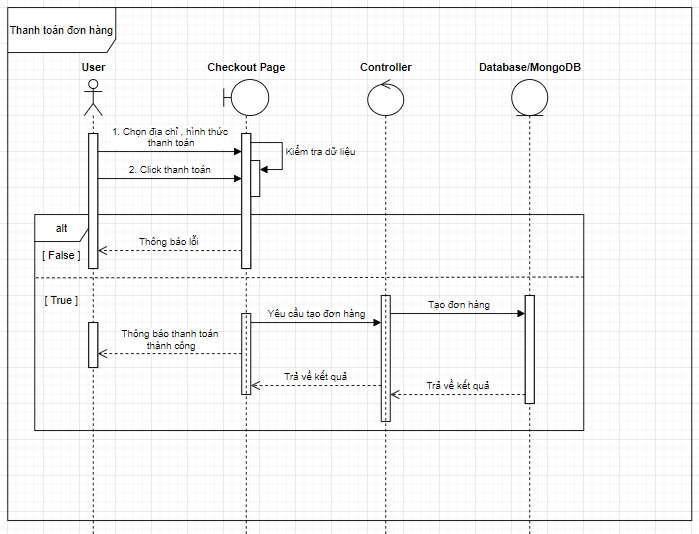 Thanh toán đơn hàng
User
Checkout Page
Controller
Database/MongoDB
1. Chọn địa chỉ , hình thức
thanh toán
Kiểm tra dữ liệu
2. Click thanh toán
alt
Thông báo lỗi
[ False ]
[ True ]
Tạo đơn hàng
Yêu cầu tạo đơn hàng
Thông báo thanh toán
thành công
Trả về kết quả
Trả về kết quả